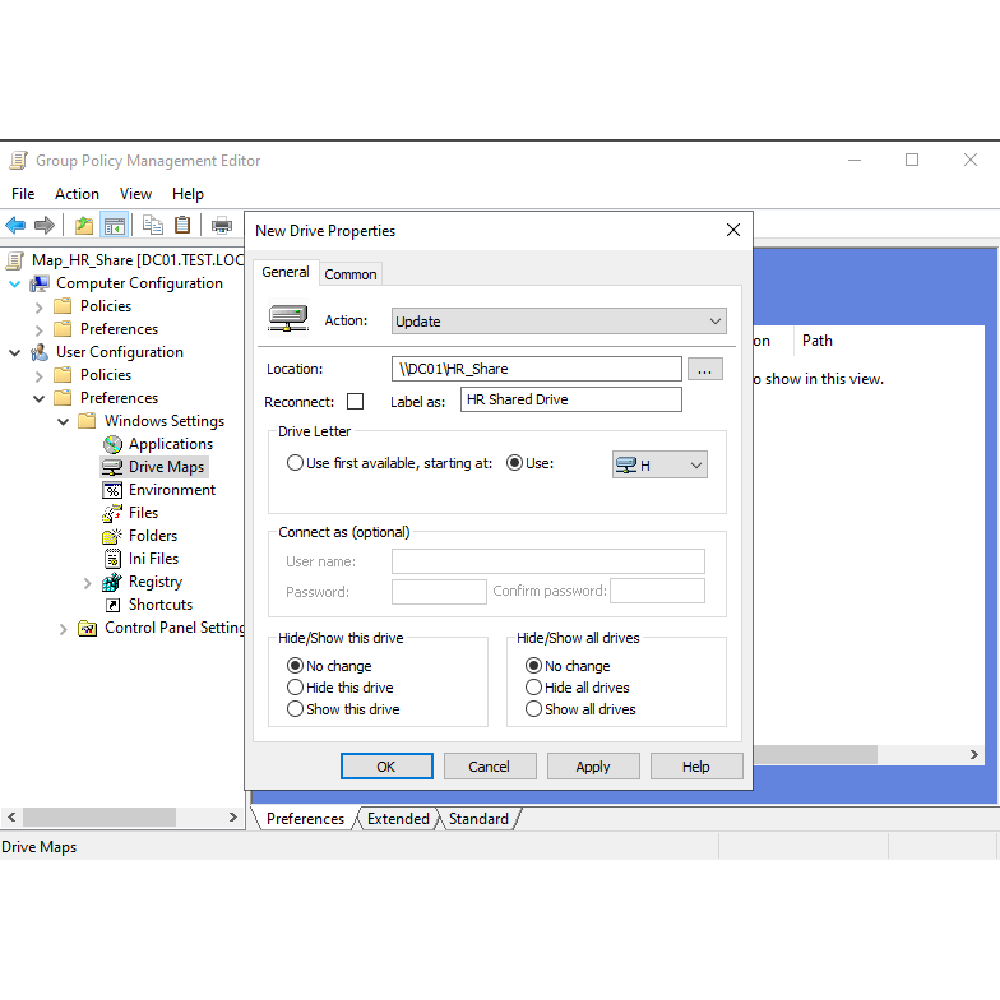 Group Policy Management Editor
File Action View Help
Map_HR_Share [DC01.TEST.LOC
Computer Configuration
Policies
Preferences
User Configuration
Policies
Preferences
Windows Settings
Applications
Drive Maps
Environment
Files
Folders
Ini Files
Registry
Shortcuts
Control Panel Setting
New Drive Properties
General Common
Action: Update
Location: \\DC01\HR_Share ...
Reconnect: Label as: HR Shared Drive
Drive Letter
Use first available, starting at: Use: H
Connect as (optional)
User name:
Password: Confirm password:
Hide/Show this drive
No change
Hide this drive
Show this drive
Hide/Show all drives
No change
Hide all drives
Show all drives
OK Cancel Apply Help
on Path
o show in this view.
Preferences Extended Standard
Drive Maps